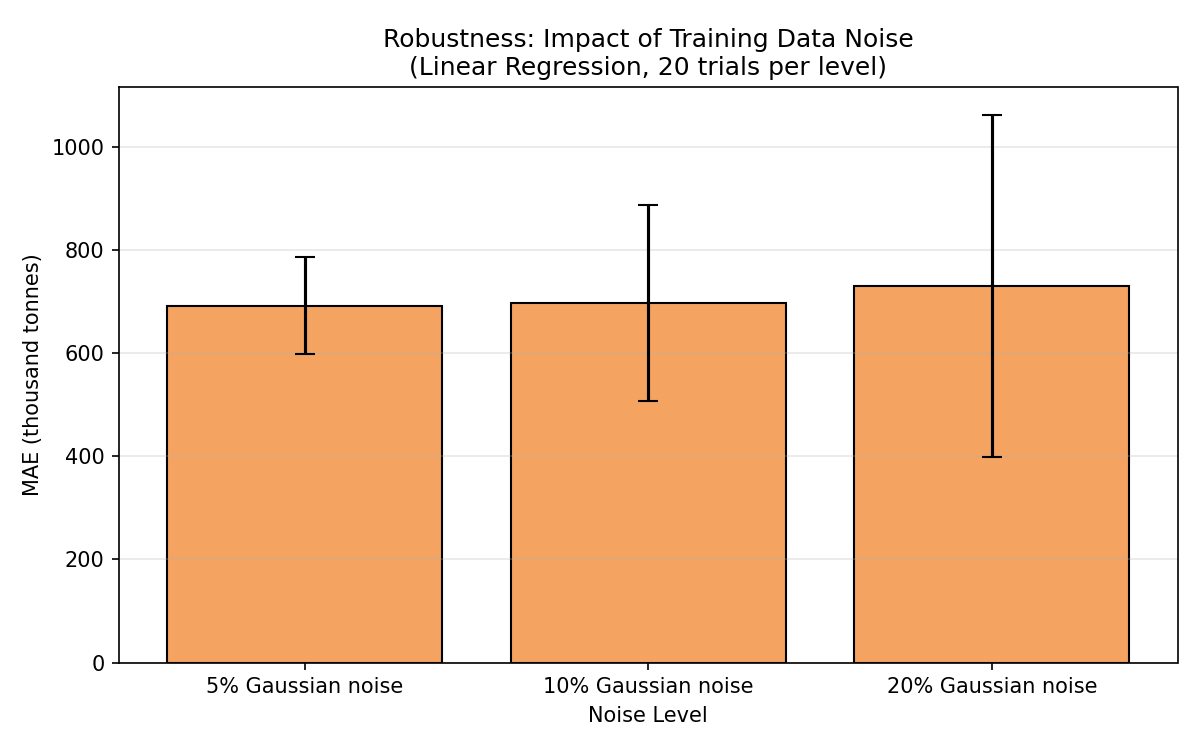 Robustness: Impact of Training Data Noise
(Linear Regression, 20 trials per level)
MAE (thousand tonnes)
1000
800
600
400
200
0
5% Gaussian noise
10% Gaussian noise
20% Gaussian noise
Noise Level